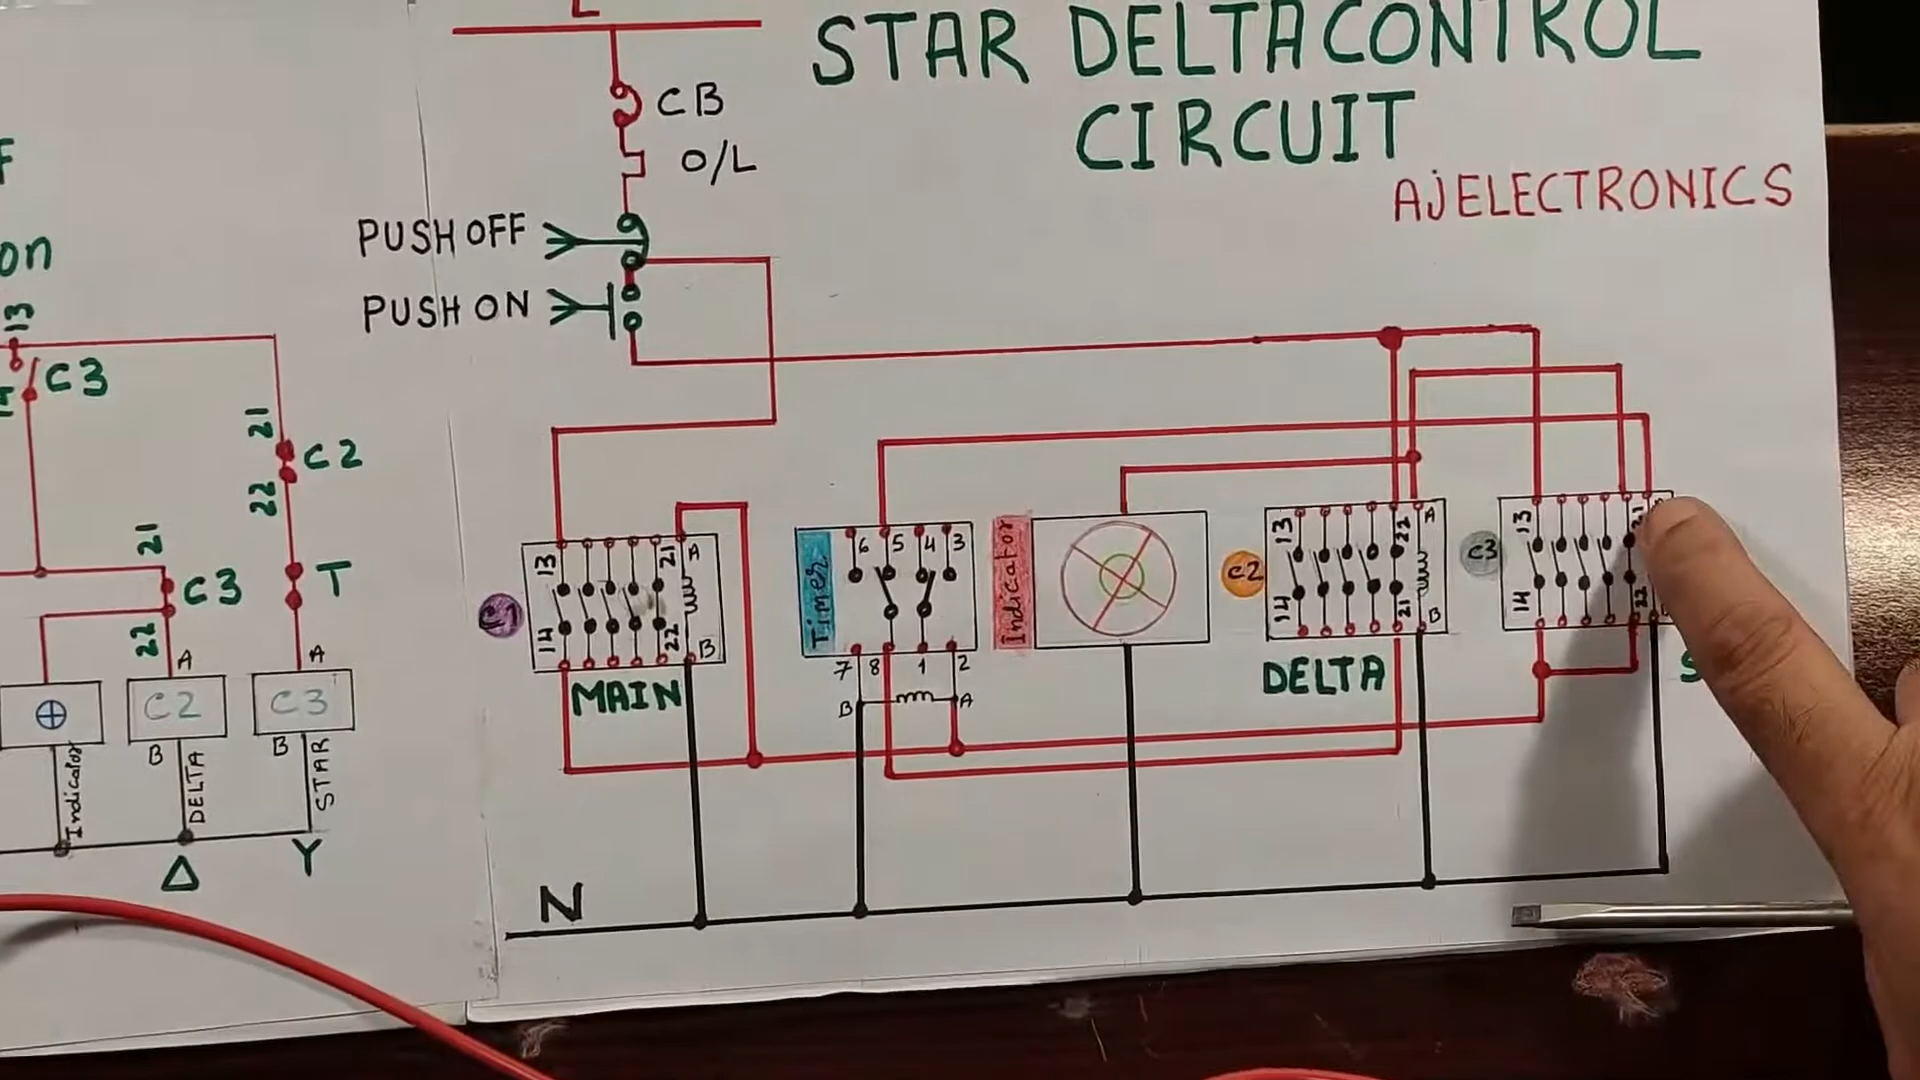 L
STAR DELTA CONTROL
CIRCUIT
AJELECTRONICS
CB
O/L
PUSH OFF
PUSH ON
on
13
C3
21
C2
22
T
21
C3
22
A
A
C2
C3
B
B
Indicator
DELTA
STAR
Δ
Y
C1
13
21
A
14
22
B
MAIN
Timer
6
5
4
3
7
8
1
2
B
A
Indicator
C2
13
22
A
14
21
B
DELTA
C3
13
21
14
22
N